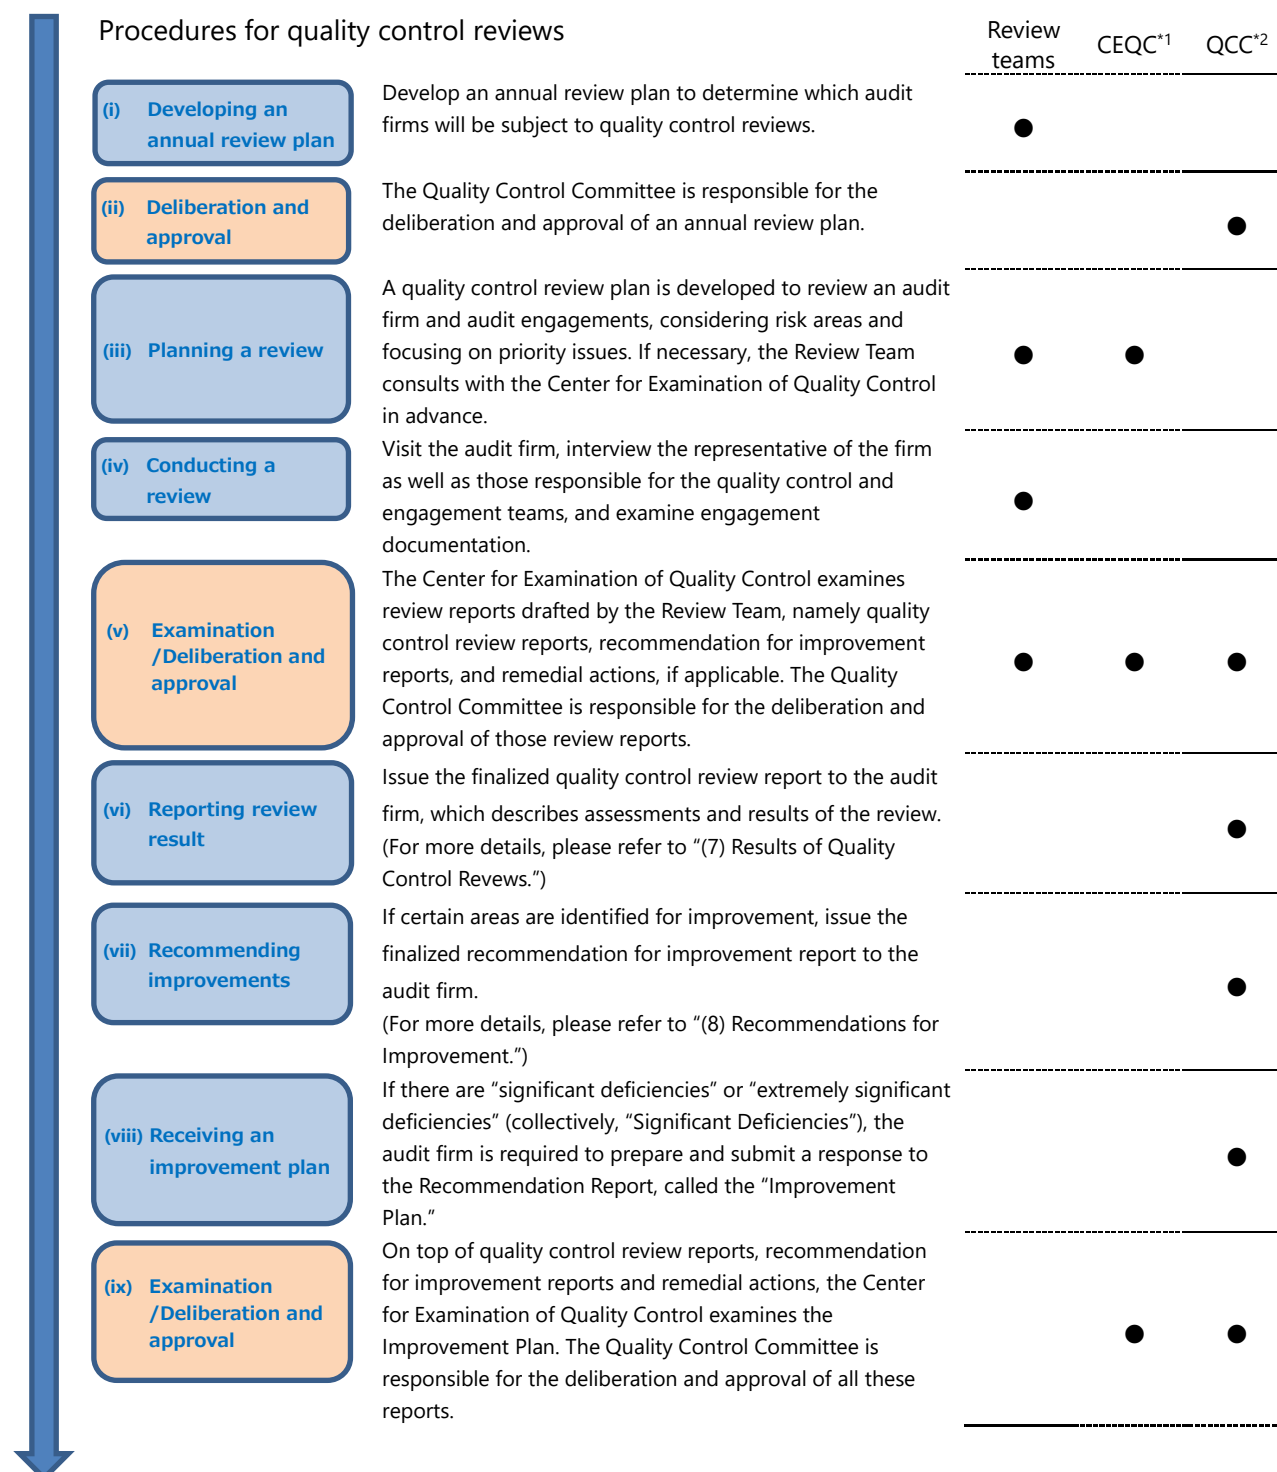 Procedures for quality control reviews
Review
teams
CEQC*1
QCC*2
(i) Developing an
annual review plan
Develop an annual review plan to determine which audit
firms will be subject to quality control reviews.
●
(ii) Deliberation and
approval
The Quality Control Committee is responsible for the
deliberation and approval of an annual review plan.
●
(iii) Planning a review
A quality control review plan is developed to review an audit
firm and audit engagements, considering risk areas and
focusing on priority issues. If necessary, the Review Team
consults with the Center for Examination of Quality Control
in advance.
● ●
(iv) Conducting a
review
Visit the audit firm, interview the representative of the firm
as well as those responsible for the quality control and
engagement teams, and examine engagement
documentation.
●
(v) Examination
/Deliberation and
approval
The Center for Examination of Quality Control examines
review reports drafted by the Review Team, namely quality
control review reports, recommendation for improvement
reports, and remedial actions, if applicable. The Quality
Control Committee is responsible for the deliberation and
approval of those review reports.
● ● ●
(vi) Reporting review
result
Issue the finalized quality control review report to the audit
firm, which describes assessments and results of the review.
(For more details, please refer to “(7) Results of Quality
Control Revews.”)
●
(vii) Recommending
improvements
If certain areas are identified for improvement, issue the
finalized recommendation for improvement report to the
audit firm.
(For more details, please refer to “(8) Recommendations for
Improvement.”)
●
(viii) Receiving an
improvement plan
If there are “significant deficiencies” or “extremely significant
deficiencies” (collectively, “Significant Deficiencies”), the
audit firm is required to prepare and submit a response to
the Recommendation Report, called the “Improvement
Plan.”
●
(ix) Examination
/Deliberation and
approval
On top of quality control review reports, recommendation
for improvement reports and remedial actions, the Center
for Examination of Quality Control examines the
Improvement Plan. The Quality Control Committee is
responsible for the deliberation and approval of all these
reports.
● ●